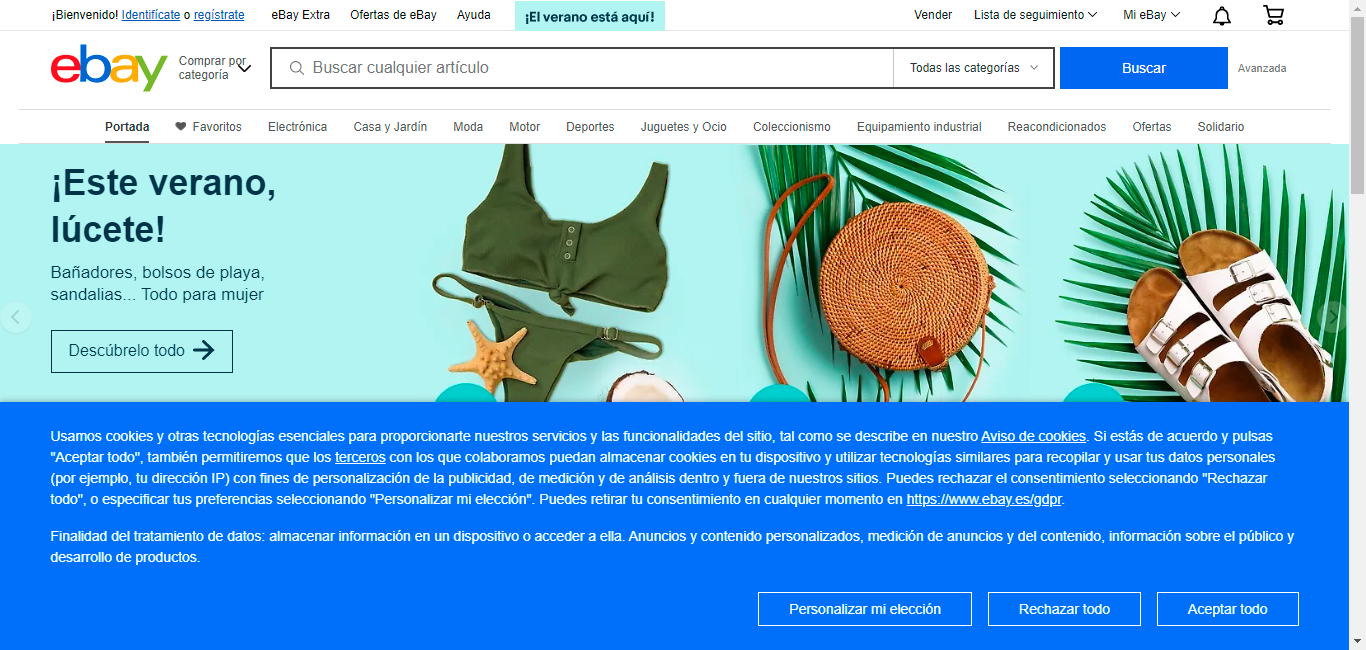 ¡Bienvenido! Identifícate o regístrate eBay Extra Ofertas de eBay Ayuda ¡El verano está aquí! Vender Lista de seguimiento Mi eBay
ebay Comprar por categoría Buscar cualquier artículo Todas las categorías Buscar Avanzada
Portada Favoritos Electrónica Casa y Jardín Moda Motor Deportes Juguetes y Ocio Coleccionismo Equipamiento industrial Reacondicionados Ofertas Solidario
¡Este verano,
lúcete!
Bañadores, bolsos de playa,
sandalias... Todo para mujer
Descúbrelo todo
Usamos cookies y otras tecnologías esenciales para proporcionarte nuestros servicios y las funcionalidades del sitio, tal como se describe en nuestro Aviso de cookies. Si estás de acuerdo y pulsas
"Aceptar todo", también permitiremos que los terceros con los que colaboramos puedan almacenar cookies en tu dispositivo y utilizar tecnologías similares para recopilar y usar tus datos personales
(por ejemplo, tu dirección IP) con fines de personalización de la publicidad, de medición y de análisis dentro y fuera de nuestros sitios. Puedes rechazar el consentimiento seleccionando "Rechazar
todo", o especificar tus preferencias seleccionando "Personalizar mi elección". Puedes retirar tu consentimiento en cualquier momento en https://www.ebay.es/gdpr.
Finalidad del tratamiento de datos: almacenar información en un dispositivo o acceder a ella. Anuncios y contenido personalizados, medición de anuncios y del contenido, información sobre el público y
desarrollo de productos.
Personalizar mi elección Rechazar todo Aceptar todo